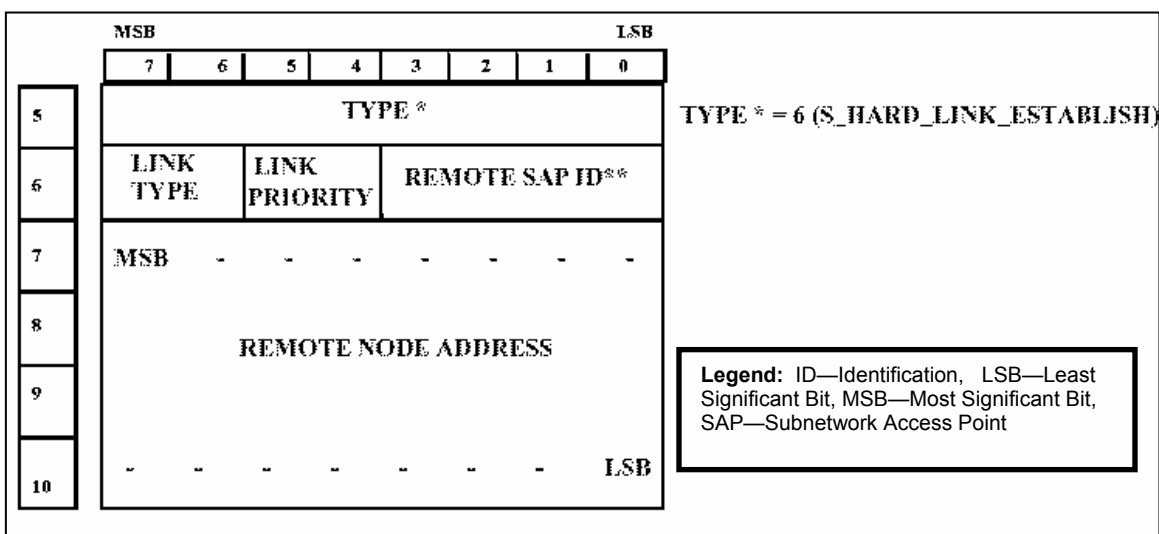 MSB LSB
7 6 5 4 3 2 1 0
5 TYPE * TYPE * = 6 (S_HARD_LINK_ESTABLISH)
6 LINK TYPE LINK PRIORITY REMOTE SAP ID**
7 MSB - - - - - - -
8
REMOTE NODE ADDRESS
9
10 - - - - - - - LSB
Legend: ID—Identification, LSB—Least
Significant Bit, MSB—Most Significant Bit,
SAP—Subnetwork Access Point